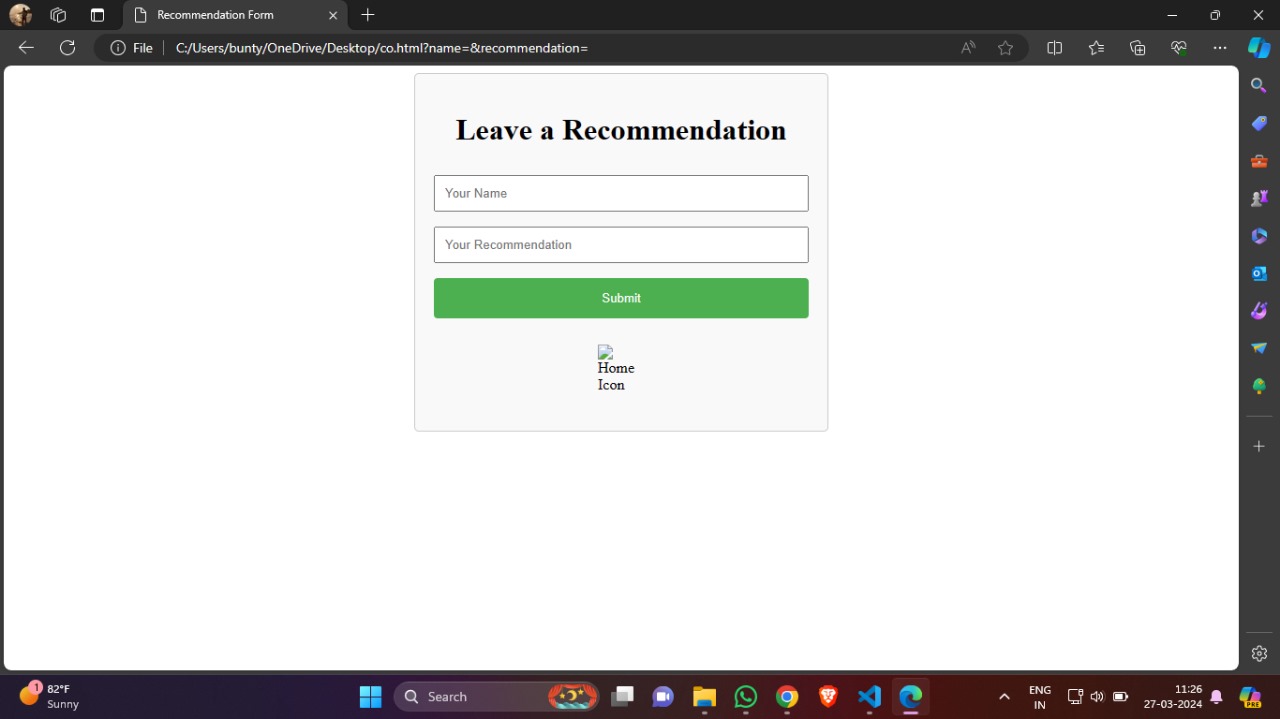 Recommendation Form
File
C:/Users/bunty/OneDrive/Desktop/co.html?name=&recommendation=
Leave a Recommendation
Your Name
Your Recommendation
Submit
Home
Icon
1
82°F
Sunny
Search
ENG
IN
11:26
27-03-2024
PRE